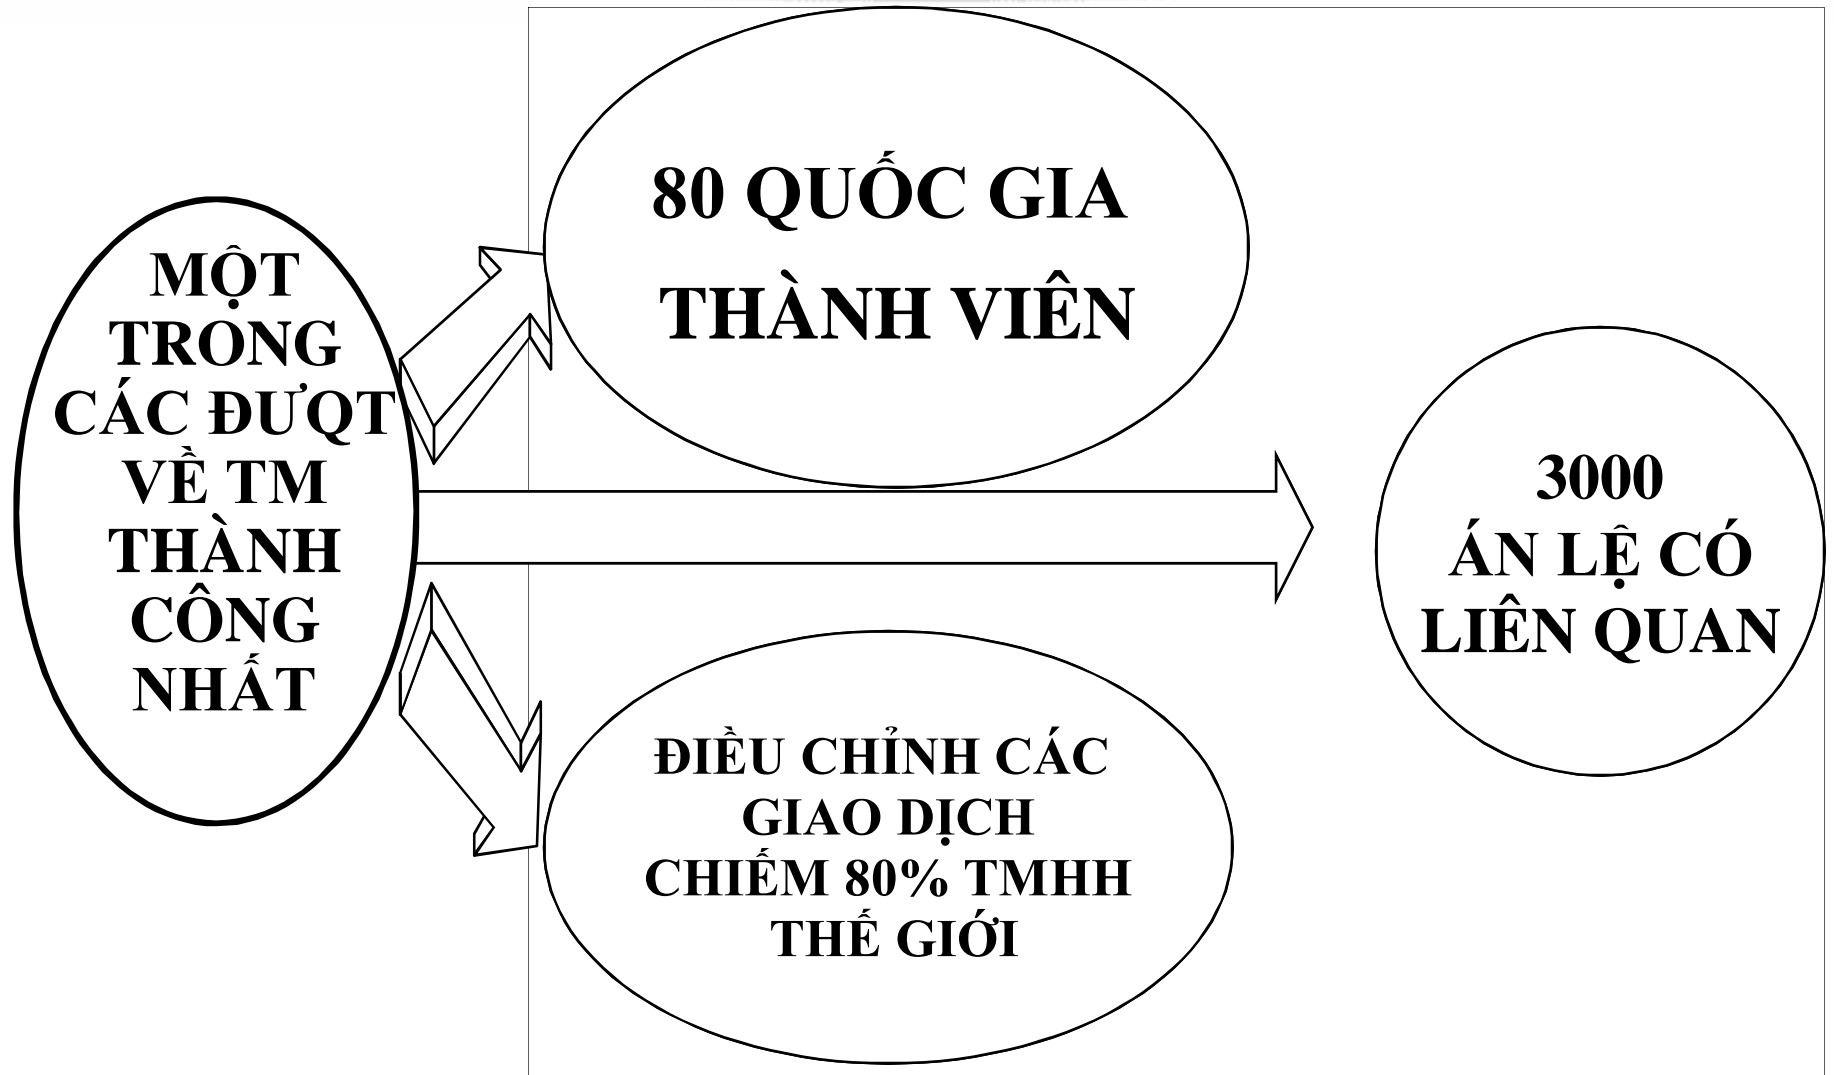 MỘT
TRONG
CÁC ĐƯQT
VỀ TM
THÀNH
CÔNG
NHẤT
80 QUỐC GIA
THÀNH VIÊN
3000
ÁN LỆ CÓ
LIÊN QUAN
ĐIỀU CHỈNH CÁC
GIAO DỊCH
CHIẾM 80% TMHH
THẾ GIỚI